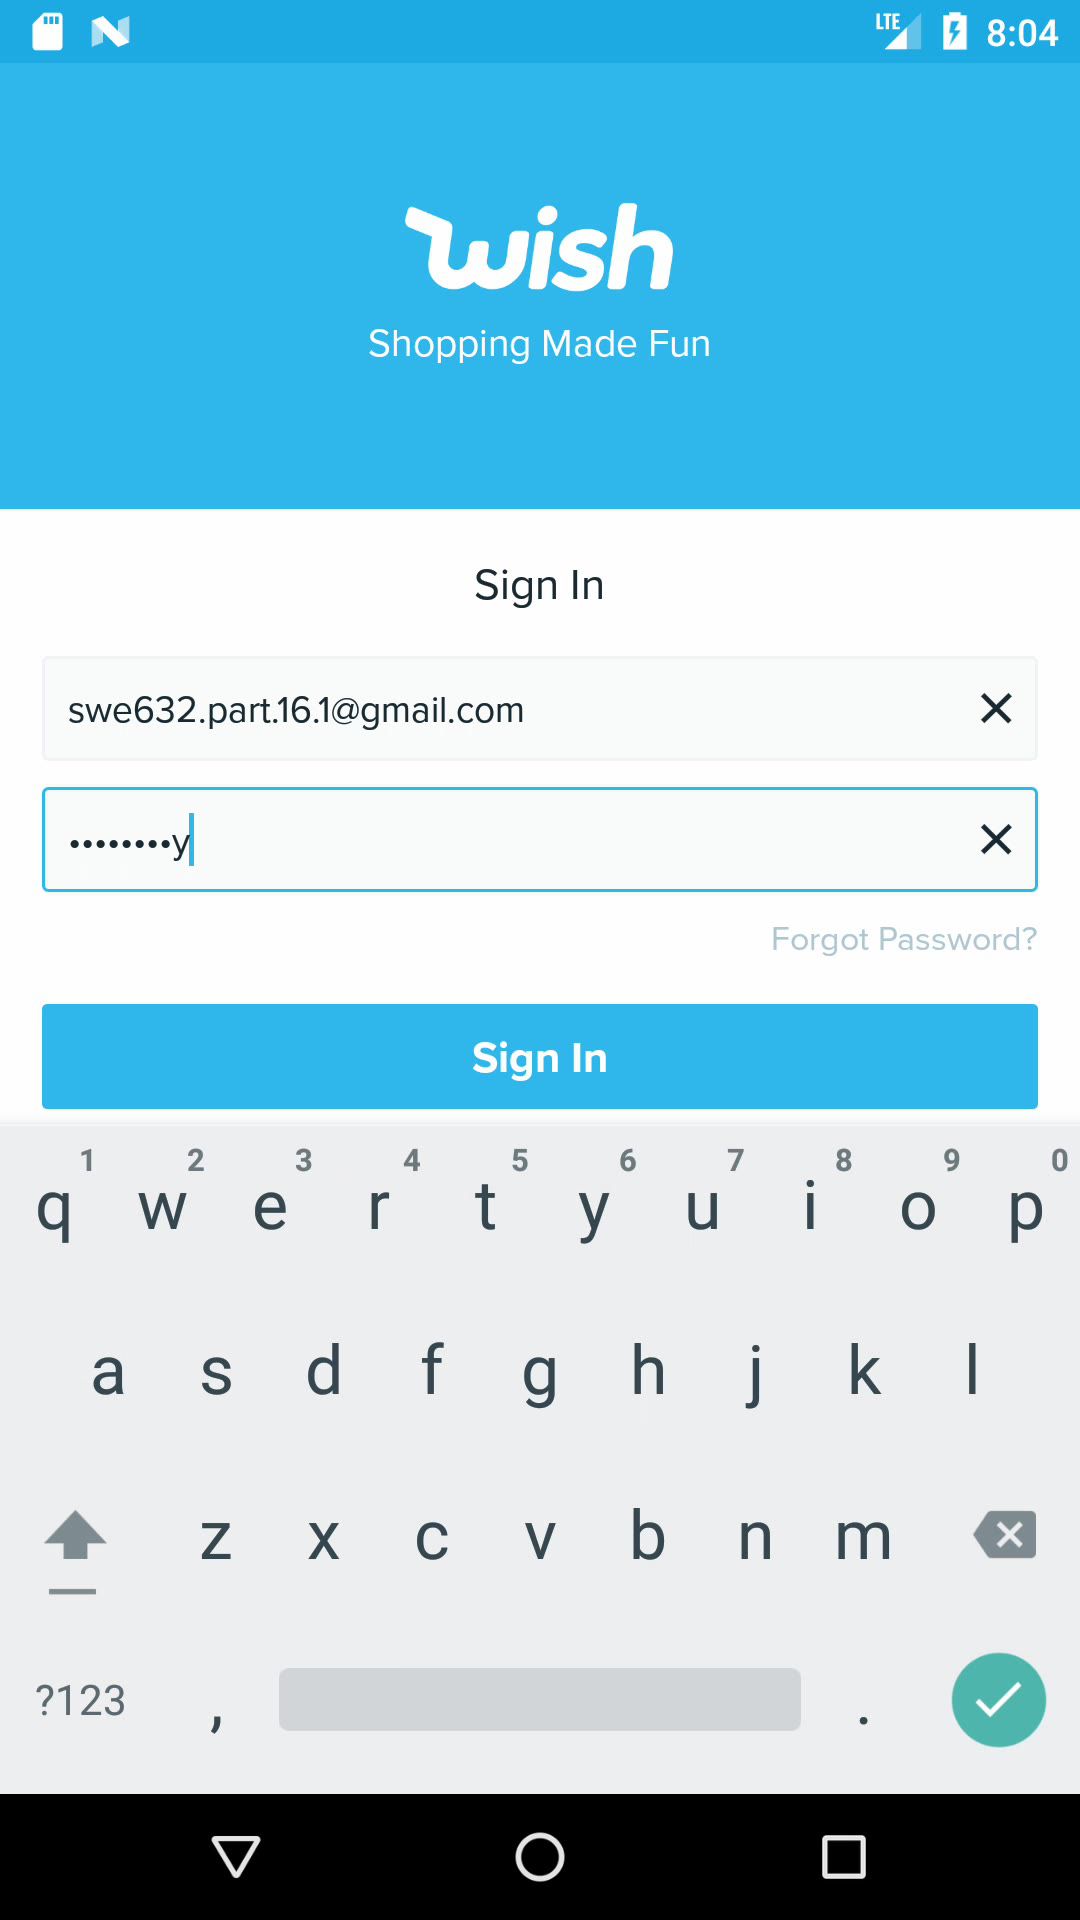 LTE 8:04
wish
Shopping Made Fun
Sign In
swe632.part.16.1@gmail.com
••••••••y
Forgot Password?
Sign In
1 2 3 4 5 6 7 8 9 0
q w e r t y u i o p
a s d f g h j k l
z x c v b n m
?123 , .